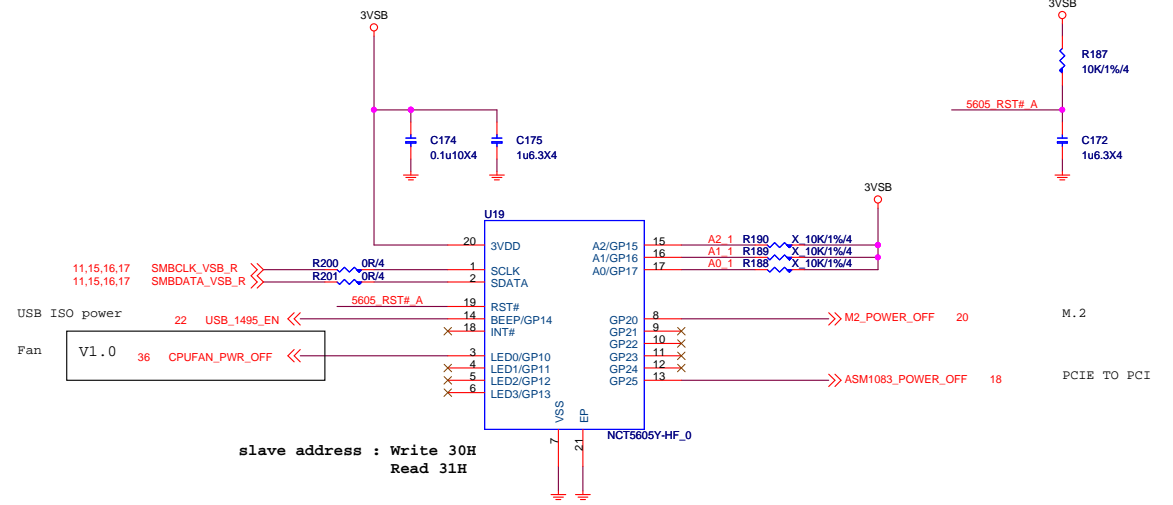 3VSB
3VSB
R187
10K/1%/4
5605_RST#_A
C174
0.1u10X4
C175
1u6.3X4
C172
1u6.3X4
3VSB
U19
20 3VDD
A2/GP15 15 A2_1 R190 X_10K/1%/4
A1/GP16 16 A1_1 R189 X_10K/1%/4
A0/GP17 17 A0_1 R188 X_10K/1%/4
11,15,16,17 SMBCLK_VSB_R R200 0R/4 1 SCLK
11,15,16,17 SMBDATA_VSB_R R201 0R/4 2 SDATA
5605_RST#_A 19 RST#
USB ISO power
22 USB_1495_EN 14 BEEP/GP14
18 INT#
GP20 8 M2_POWER_OFF 20 M.2
GP21 9
GP22 10
GP23 11
GP24 12
GP25 13 ASM1083_POWER_OFF 18 PCIE TO PCI
Fan V1.0 36 CPUFAN_PWR_OFF 3 LED0/GP10
4 LED1/GP11
5 LED2/GP12
6 LED3/GP13
VSS EP
7 21
NCT5605Y-HF_0
slave address : Write 30H
Read 31H